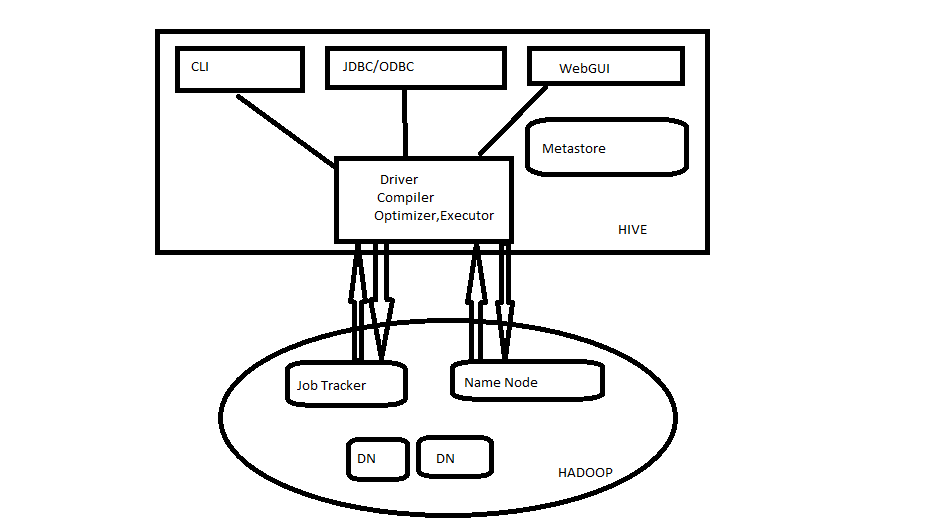 CLI
JDBC/ODBC
WebGUI
Metastore
Driver
Compiler
Optimizer,Executor
HIVE
Job Tracker
Name Node
DN
DN
HADOOP